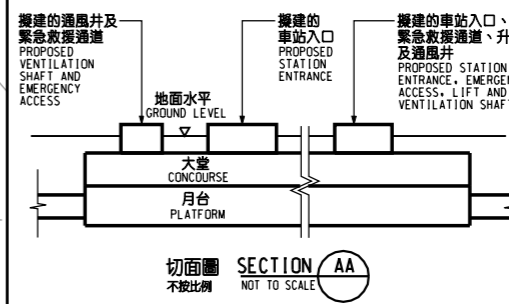 擬建的通風井及
緊急救援通道
PROPOSED
VENTILATION
SHAFT AND
EMERGENCY
ACCESS
擬建的
車站入口
PROPOSED
STATION
ENTRANCE
擬建的車站入口、
緊急救援通道、升
及通風井
PROPOSED STATION
ENTRANCE, EMERGEN
ACCESS, LIFT AND
VENTILATION SHAF
地面水平
GROUND LEVEL
大堂
CONCOURSE
月台
PLATFORM
切面圖 SECTION AA
不按比例 NOT TO SCALE